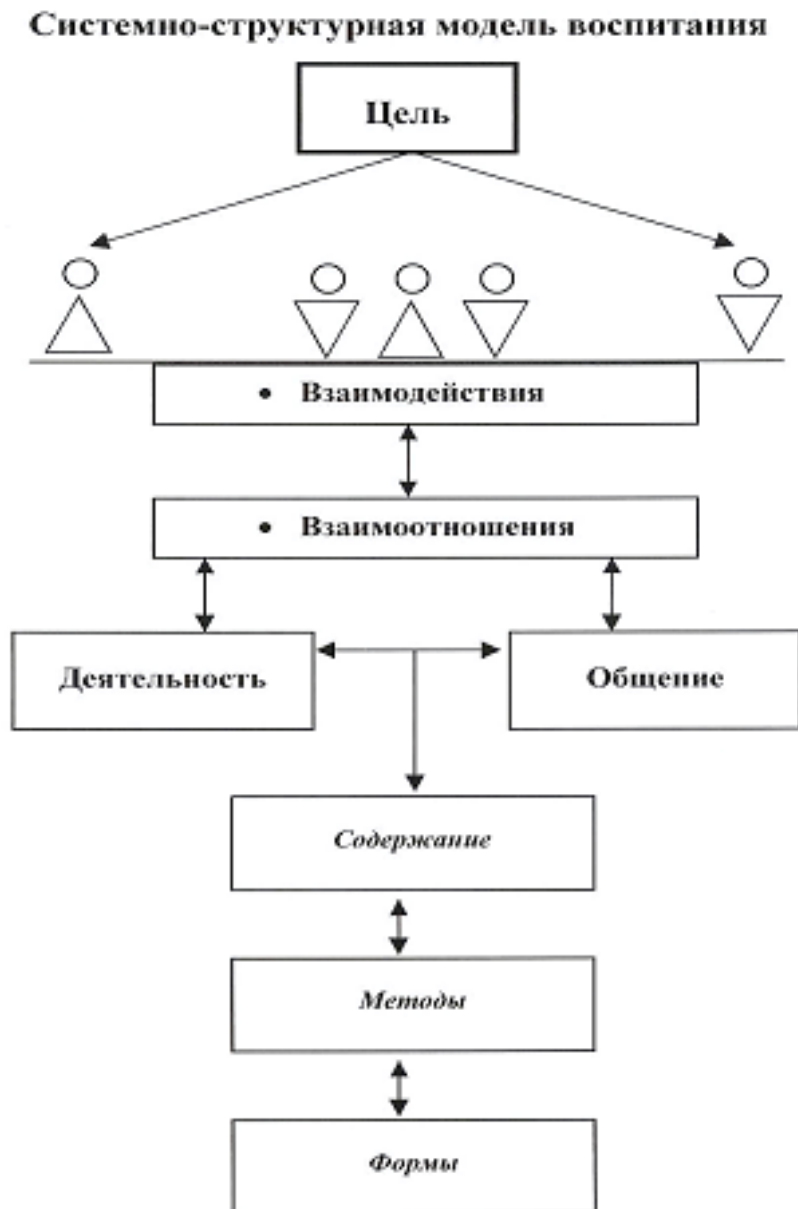 Системно-структурная модель воспитания
Цель
• Взаимодействия
• Взаимоотношения
Деятельность
Общение
Содержание
Методы
Формы